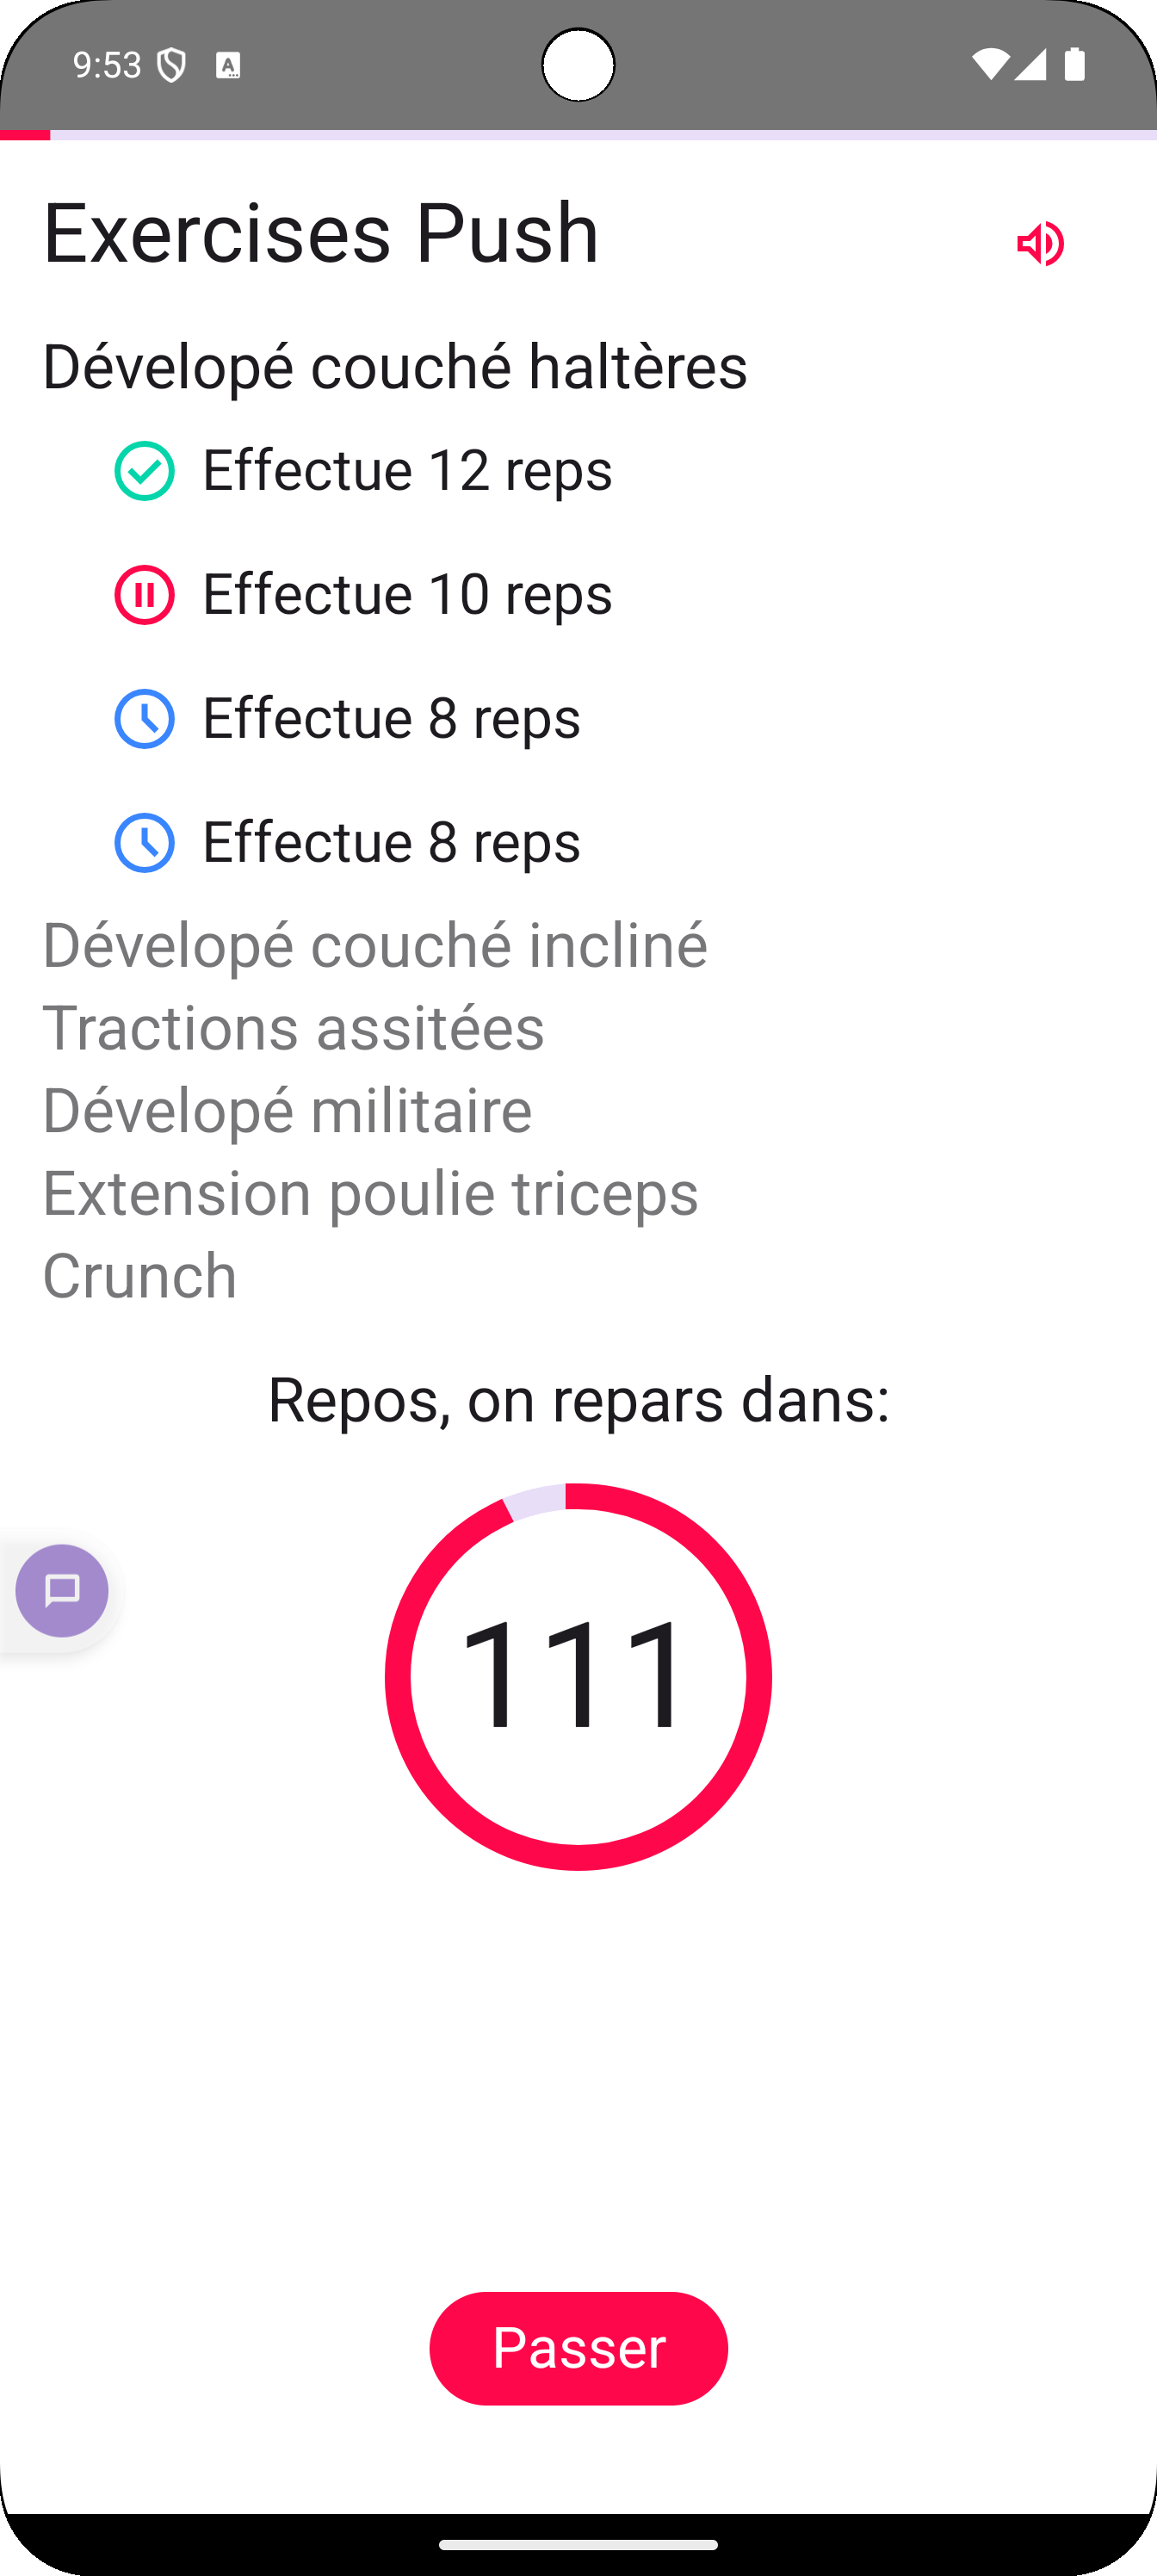 9:53
Exercises Push
Dévelopé couché haltères
Effectue 12 reps
Effectue 10 reps
Effectue 8 reps
Effectue 8 reps
Dévelopé couché incliné
Tractions assitées
Dévelopé militaire
Extension poulie triceps
Crunch
Repos, on repars dans:
111
Passer